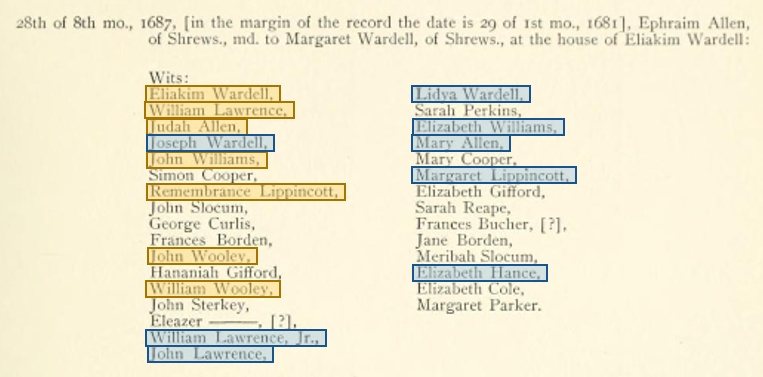 28th of 8th mo., 1687, [in the margin of the record the date is 29 of 1st mo., 1681], Ephraim Allen,
of Shrews., md. to Margaret Wardell, of Shrews., at the house of Eliakim Wardell:
Wits:
Eliakim Wardell,
William Lawrence,
Judah Allen,
Joseph Wardell,
John Williams,
Simon Cooper,
Remembrance Lippincott,
John Slocum,
George Curlis,
Frances Borden,
John Wooley,
Hananiah Gifford,
William Wooley,
John Sterkey,
Eleazer ———, [?],
William Lawrence, Jr.,
John Lawrence,
Lidya Wardell,
Sarah Perkins,
Elizabeth Williams,
Mary Allen,
Mary Cooper,
Margaret Lippincott,
Elizabeth Gifford,
Sarah Reape,
Frances Bucher, [?],
Jane Borden,
Meribah Slocum,
Elizabeth Hance,
Elizabeth Cole,
Margaret Parker.